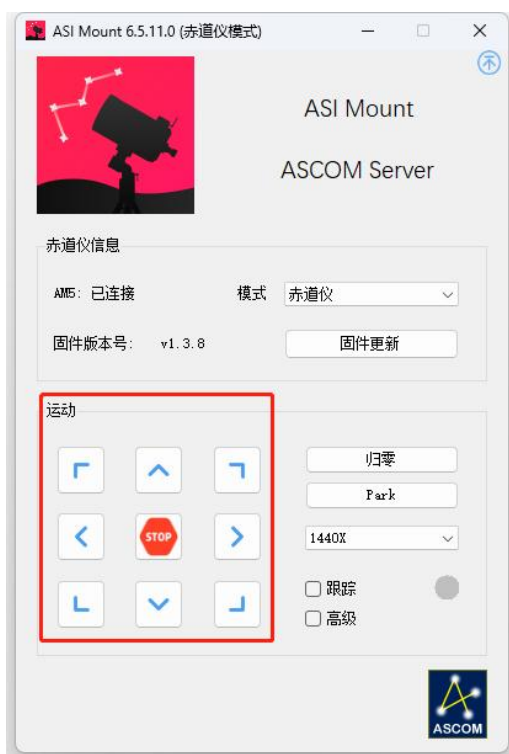 ASI Mount 6.5.11.0 (赤道仪模式)
ASI Mount
ASCOM Server
赤道仪信息
AM5: 已连接 模式 赤道仪
固件版本号: v1.3.8 固件更新
运动
归零
Park
STOP
1440X
跟踪
高级
ASCOM